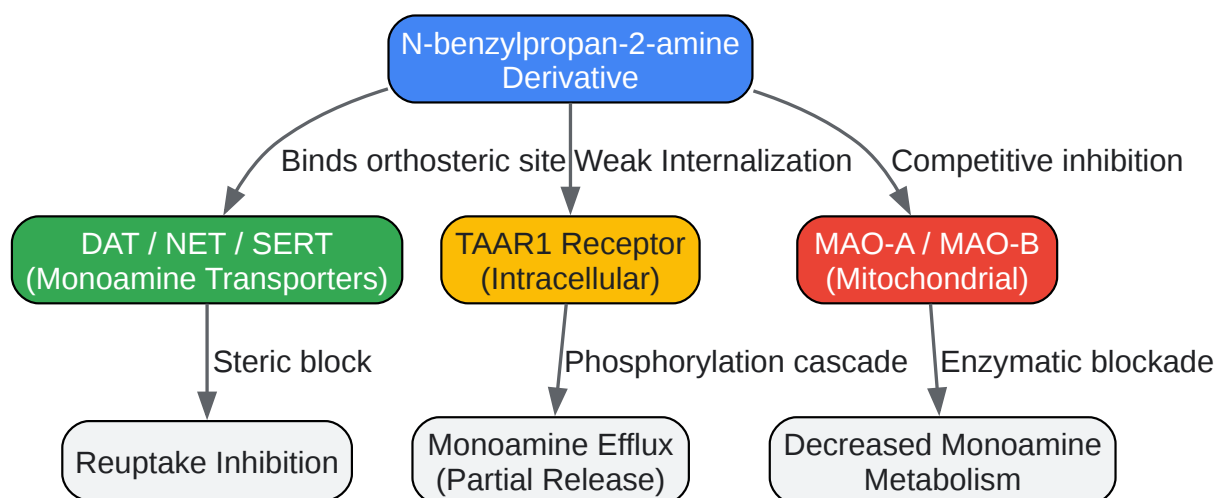 N-benzylpropan-2-amine
Derivative
Binds orthosteric site
Weak Internalization
Competitive inhibition
DAT / NET / SERT
(Monoamine Transporters)
TAAR1 Receptor
(Intracellular)
MAO-A / MAO-B
(Mitochondrial)
Steric block
Phosphorylation cascade
Enzymatic blockade
Reuptake Inhibition
Monoamine Efflux
(Partial Release)
Decreased Monoamine
Metabolism